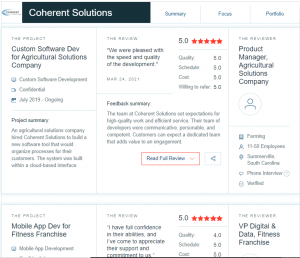 Coherent Solutions
Summary
Focus
Portfolio
THE PROJECT
Custom Software Dev
for Agricultural Solutions
Company
Custom Software Development
Confidential
July 2019 - Ongoing
Project summary
An agricultural solutions company
hired Coherent Solutions to build a
new software tool that would
organize processes for their
customers. The system was built
within a cloud-based interface.
THE REVIEW
"We were pleased with
the speed and quality
of the development."
MAR 24, 2021
5.0
Quality: 5.0
Schedule: 5.0
Cost: 5.0
Willing to refer: 5.0
Feedback summary
The team at Coherent Solutions set expectations for
high-quality work and efficient service. Their team of
developers were communicative, personable, and
competent. Customers can expect a dedicated team
that adds value to an engagement.
Read Full Review
THE REVIEWER
Product
Manager,
Agricultural
Solutions
Company
Farming
11-50 Employees
Summerville,
South Carolina
Phone Interview
Verified
THE PROJECT
Mobile App Dev for
Fitness Franchise
Mobile App Development
THE REVIEW
"I have full confidence
in their abilities, and
I've come to appreciate
their support and
commitment to us."
5.0
Quality: 4.0
Schedule: 5.0
Cost: 5.0
THE REVIEWER
VP Digital &
Data, Fitness
Franchise